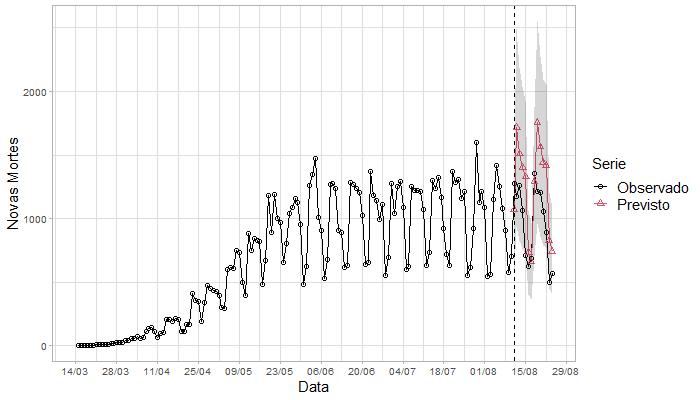 2000
1000
0
Novas Mortes
14/03 28/03 11/04 25/04 09/05 23/05 06/06 20/06 04/07 18/07 01/08 15/08 29/08
Data
Serie
Observado
Previsto